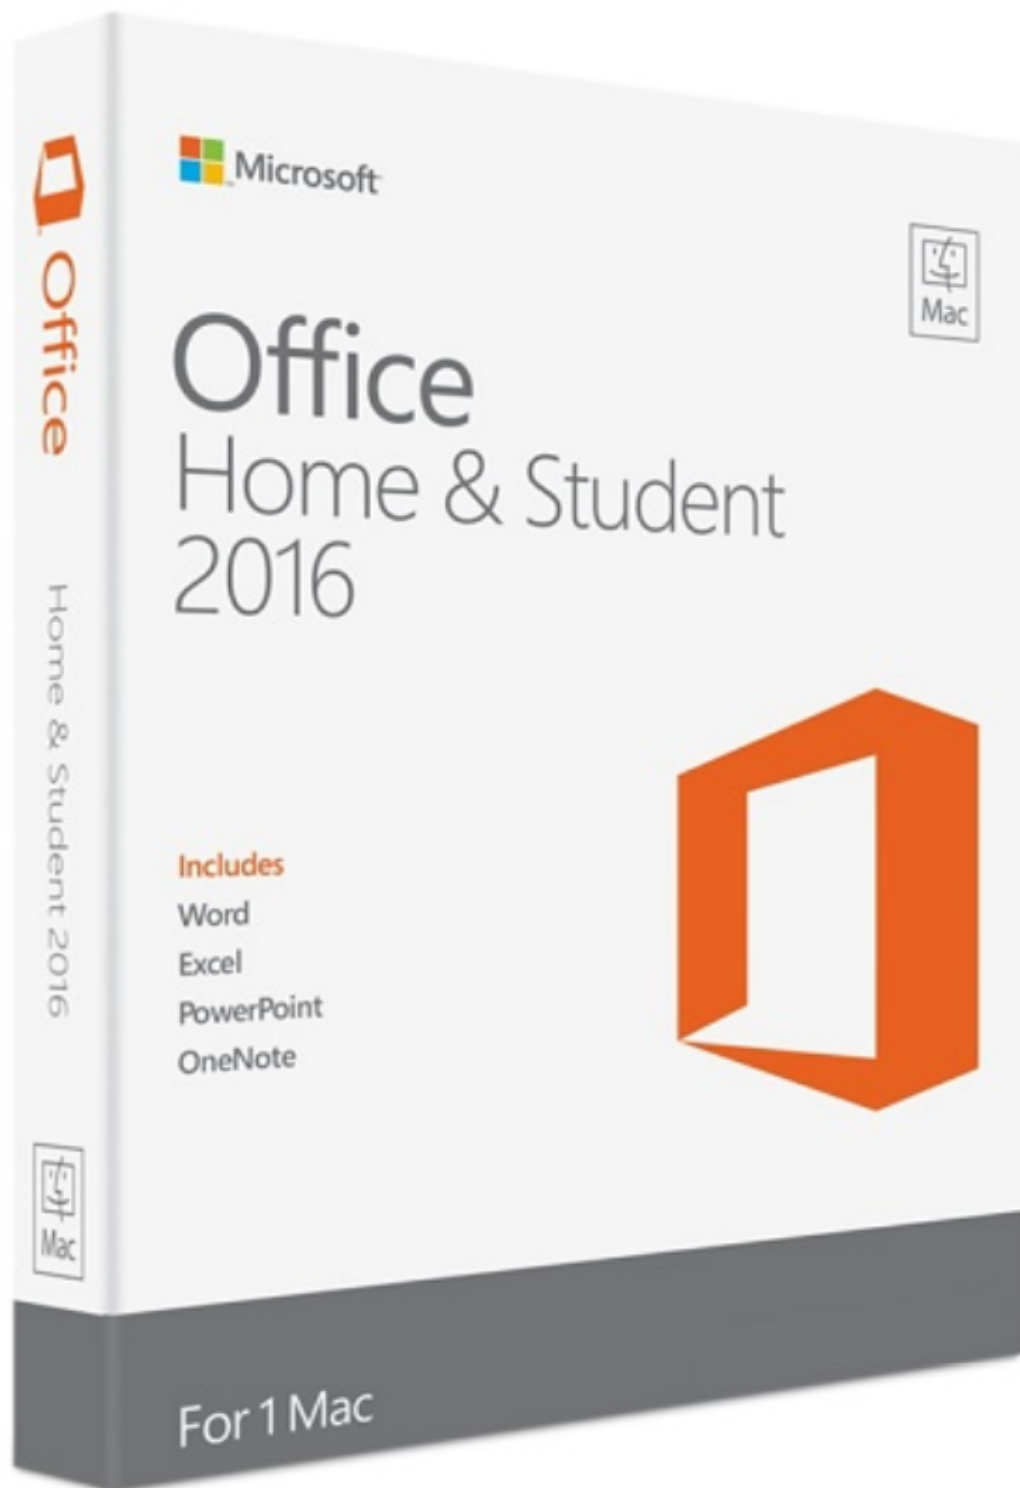 Office
Home & Student 2016
Mac
Microsoft
Mac
Office
Home & Student
2016
Includes
Word
Excel
PowerPoint
OneNote
For 1 Mac